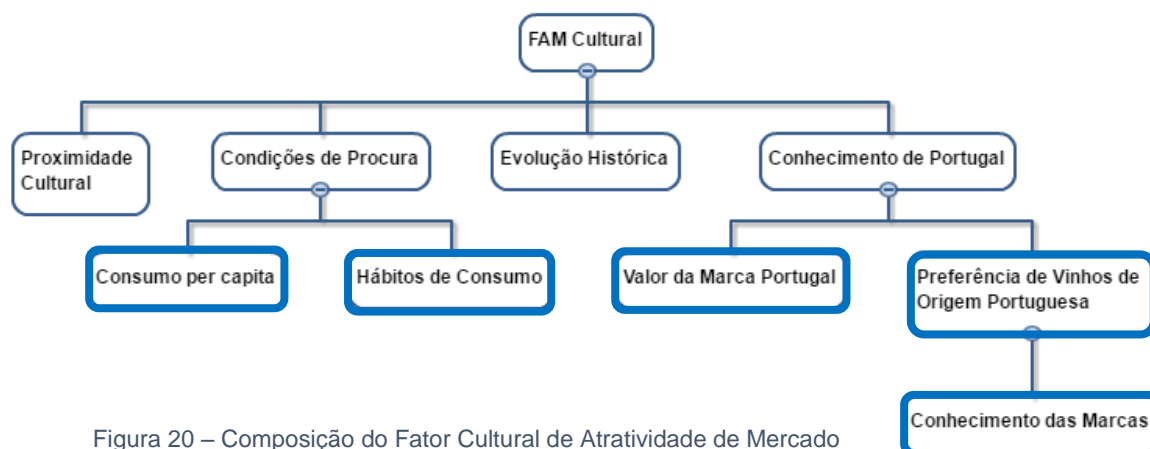 FAM Cultural
Proximidade
Cultural
Condições de Procura
Evolução Histórica
Conhecimento de Portugal
Consumo per capita
Hábitos de Consumo
Valor da Marca Portugal
Preferência de Vinhos de
Origem Portuguesa
Conhecimento das Marcas
Figura 20 – Composição do Fator Cultural de Atratividade de Mercado